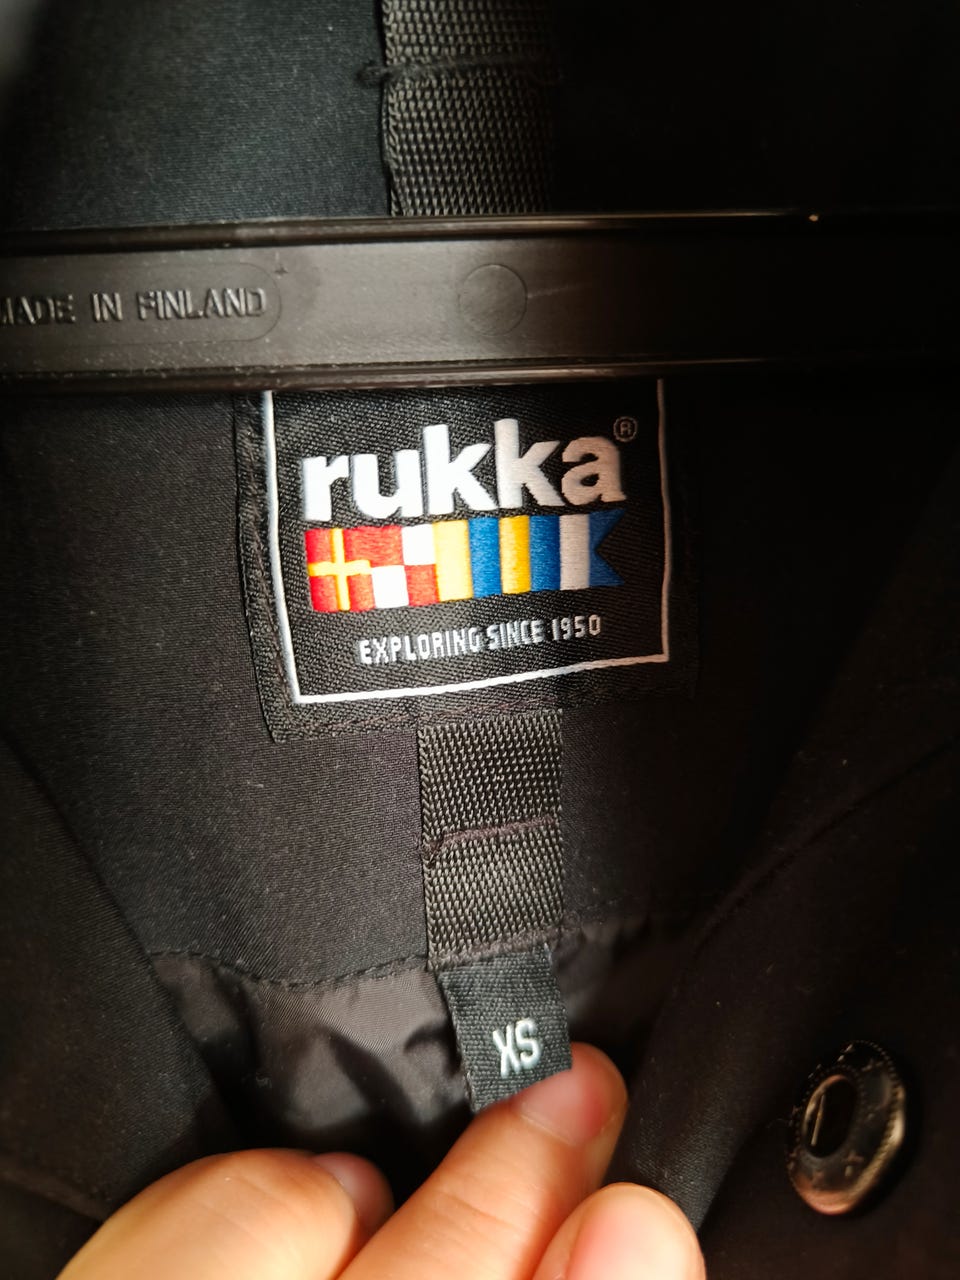 MADE IN FINLAND
rukka®
EXPLORING SINCE 1950
XS